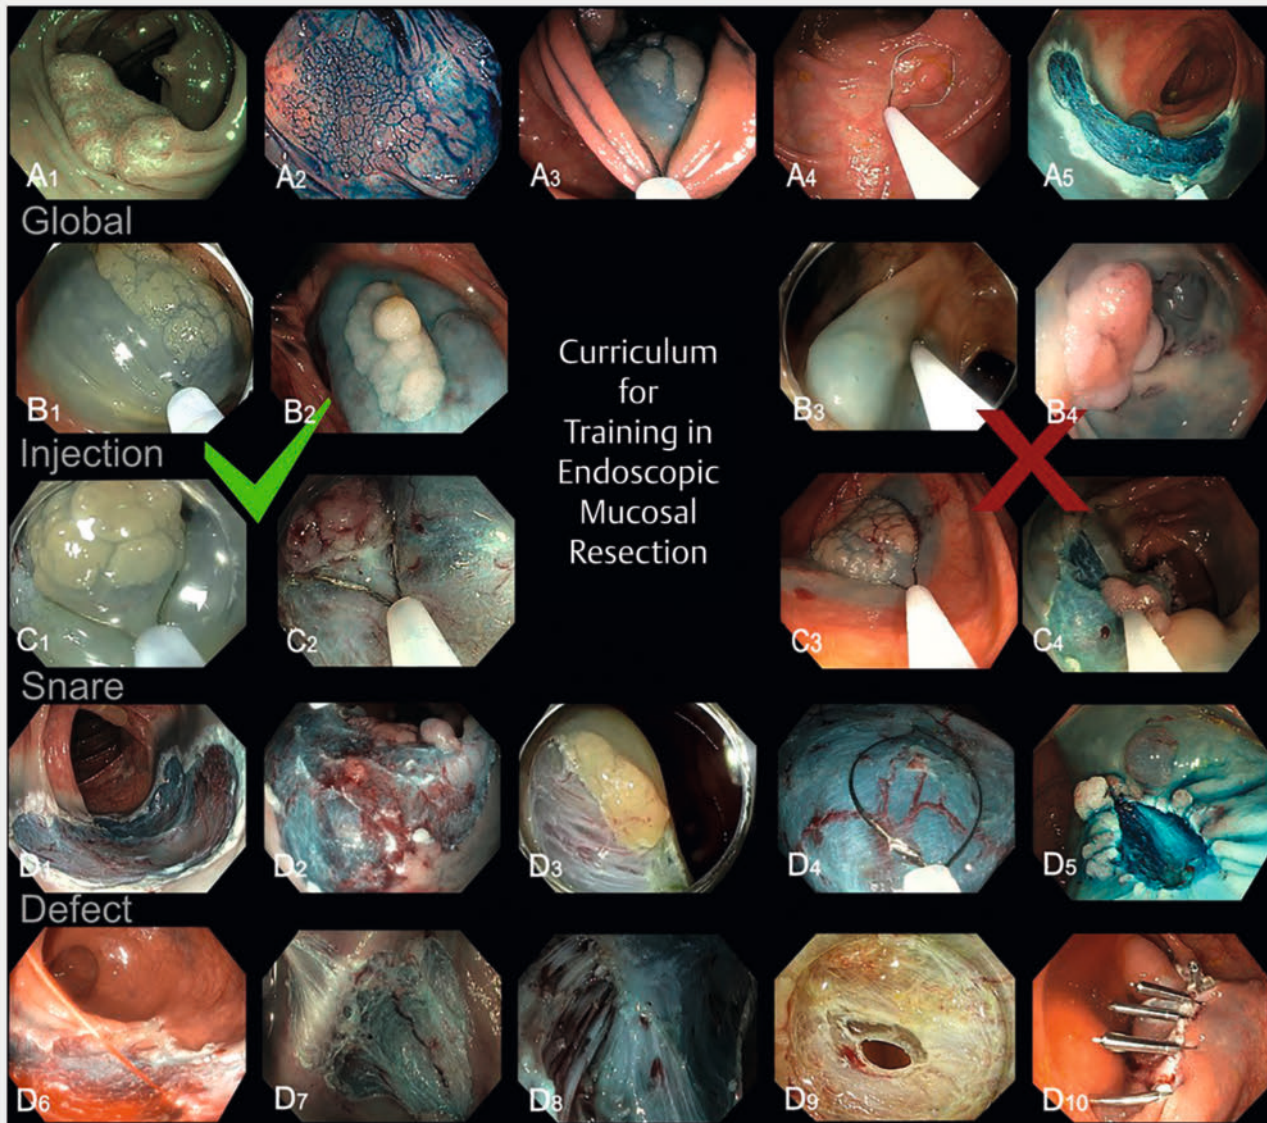 A1
A2
A3
A4
A5
Global
B1
B2
B3
B4
Curriculum
for
Training in
Endoscopic
Mucosal
Resection
Injection
C1
C2
C3
C4
Snare
D1
D2
D3
D4
D5
Defect
D6
D7
D8
D9
D10